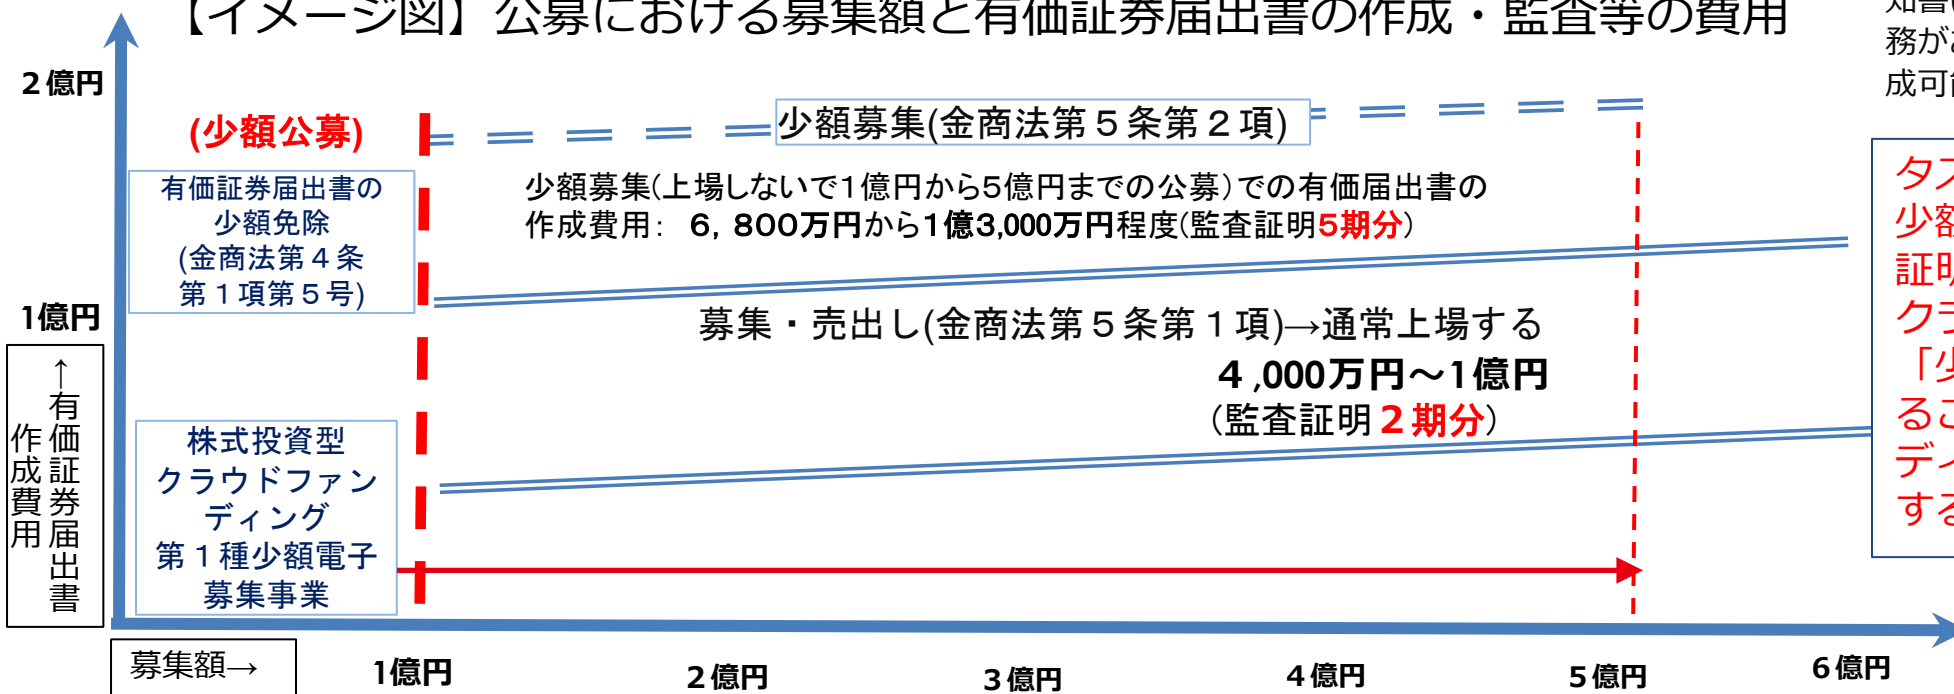 【イメージ図】公募における募集額と有価証券届出書の作成・監査等の費用
務が
成可
２億円
(少額公募)
少額募集(金商法第５条第２項)
有価証券届出書の
少額免除
(金商法第４条
第１項第５号)
少額募集(上場しないで１億円から5億円までの公募)での有価届出書の
作成費用： ６，８００万円から1億3,000万円程度(監査証明５期分)
1億円
募集・売出し(金商法第５条第１項)→通常上場する
４,000万円～1億円
(監査証明２期分)
↑有価証券届出書
作成費用
株式投資型
クラウドファン
ディング
第１種少額電子
募集事業
タ
少額
証明
クラ
「少
るこ
ディ
する
募集額→
1億円
２億円
３億円
４億円
５億円
６億円